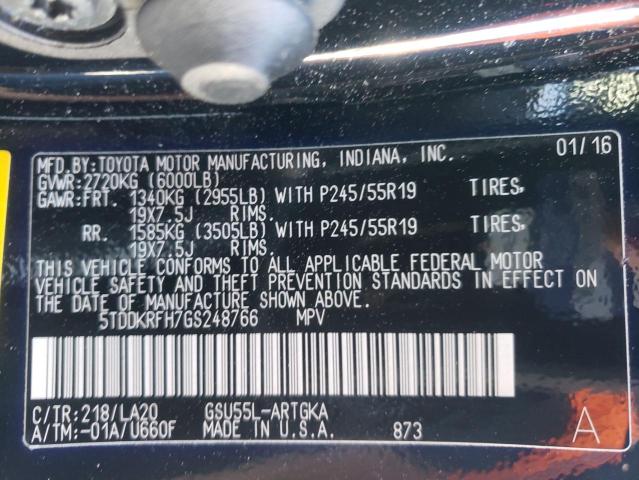 MFD.BY:TOYOTA MOTOR MANUFACTURING, INDIANA, INC. 01/16
GVWR:2720KG (6000LB)
GAWR:FRT. 1340KG (2955LB) WITH P245/55R19 TIRES,
19X7.5J RIMS.
RR. 1585KG (3505LB) WITH P245/55R19 TIRES,
19X7.5J RIMS.
THIS VEHICLE CONFORMS TO ALL APPLICABLE FEDERAL MOTOR
VEHICLE SAFETY AND THEFT PREVENTION STANDARDS IN EFFECT ON
THE DATE OF MANUFACTURE SHOWN ABOVE.
5TDDKRFH7GS248766 MPV
C/TR:218/LA20 GSU55L-ARTGKA
A/TM:-01A/U660F MADE IN U.S.A. 873 A